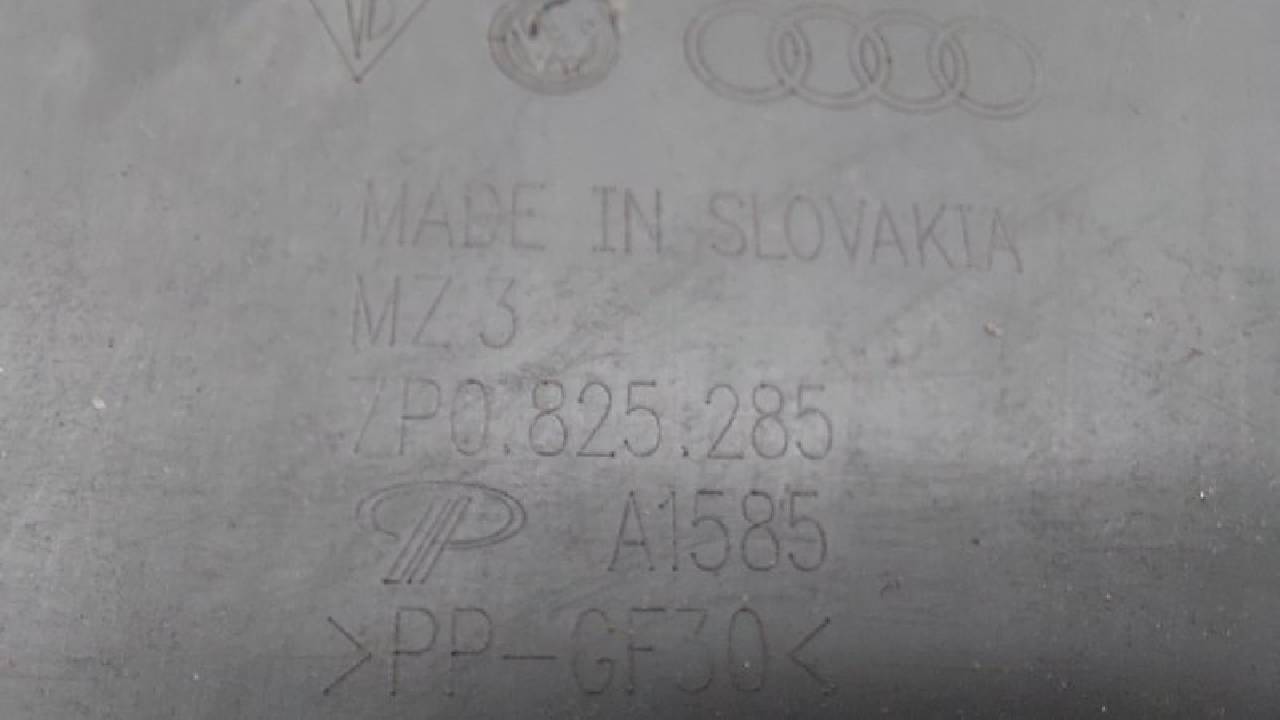 MADE IN SLOVAKIA
MZ 3
7P0.825.285
A1585
>PP-GF30<